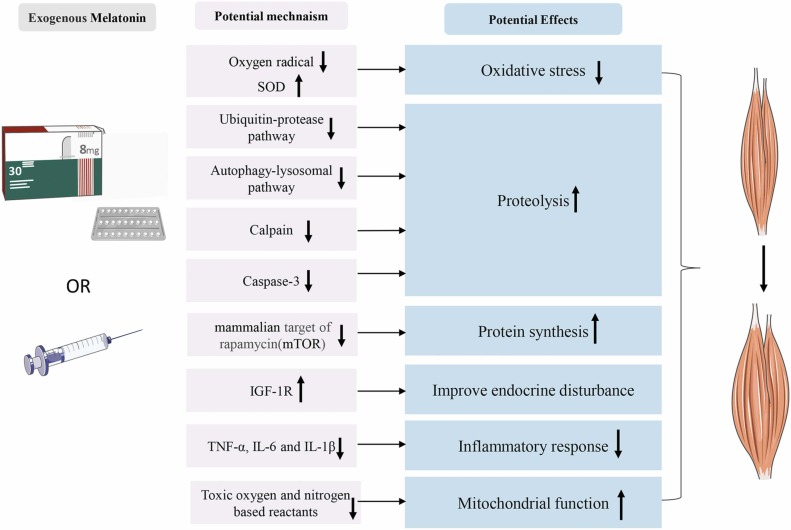 Exogenous Melatonin
Potential mechnaism
Potential Effects
Oxygen radical ↓
SOD ↑
Oxidative stress ↓
Ubiquitin-protease
pathway ↓
Autophagy-lysosomal
pathway ↓
Calpain ↓
Caspase-3 ↓
Proteolysis ↑
mammalian target of
rapamycin(mTOR) ↓
Protein synthesis ↑
IGF-1R ↑
Improve endocrine disturbance
TNF-α, IL-6 and IL-1β ↓
Inflammatory response ↓
Toxic oxygen and nitrogen
based reactants ↓
Mitochondrial function ↑
8mg
30
OR